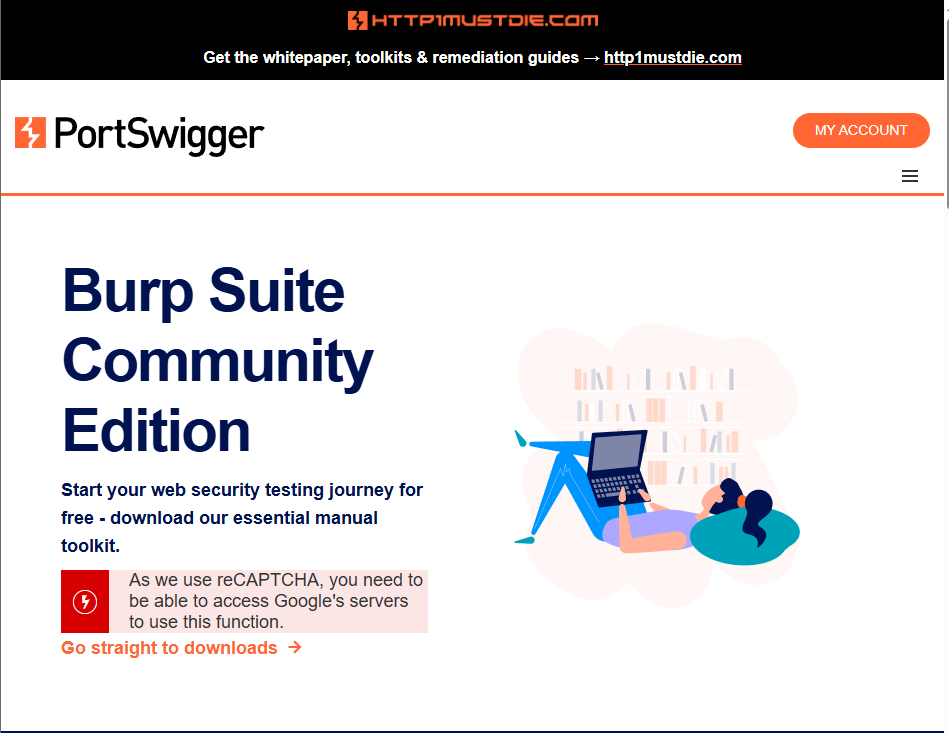 HTTP1MUSTDIE.COM
Get the whitepaper, toolkits & remediation guides → http1mustdie.com
PortSwigger
MY ACCOUNT
Burp Suite
Community
Edition
Start your web security testing journey for
free - download our essential manual
toolkit.
As we use reCAPTCHA, you need to
be able to access Google's servers
to use this function.
Go straight to downloads →